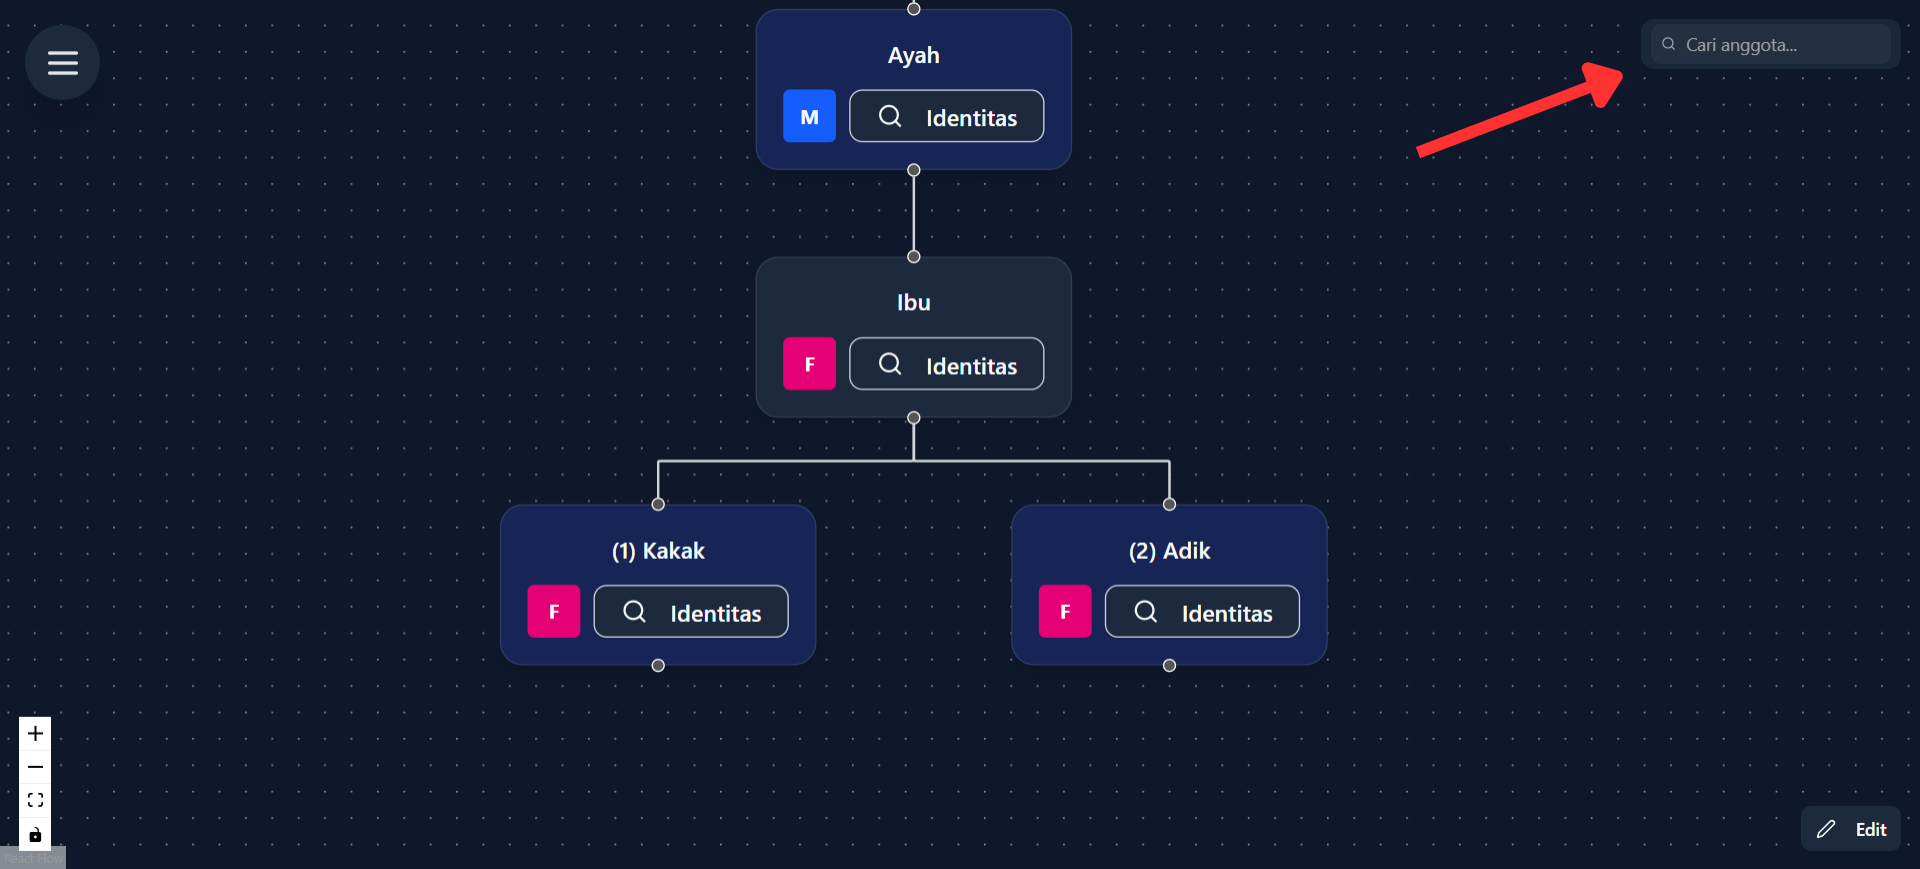 Cari anggota...
Ayah
M
Identitas
Ibu
F
Identitas
(1) Kakak
F
Identitas
(2) Adik
F
Identitas
Edit
React Flow